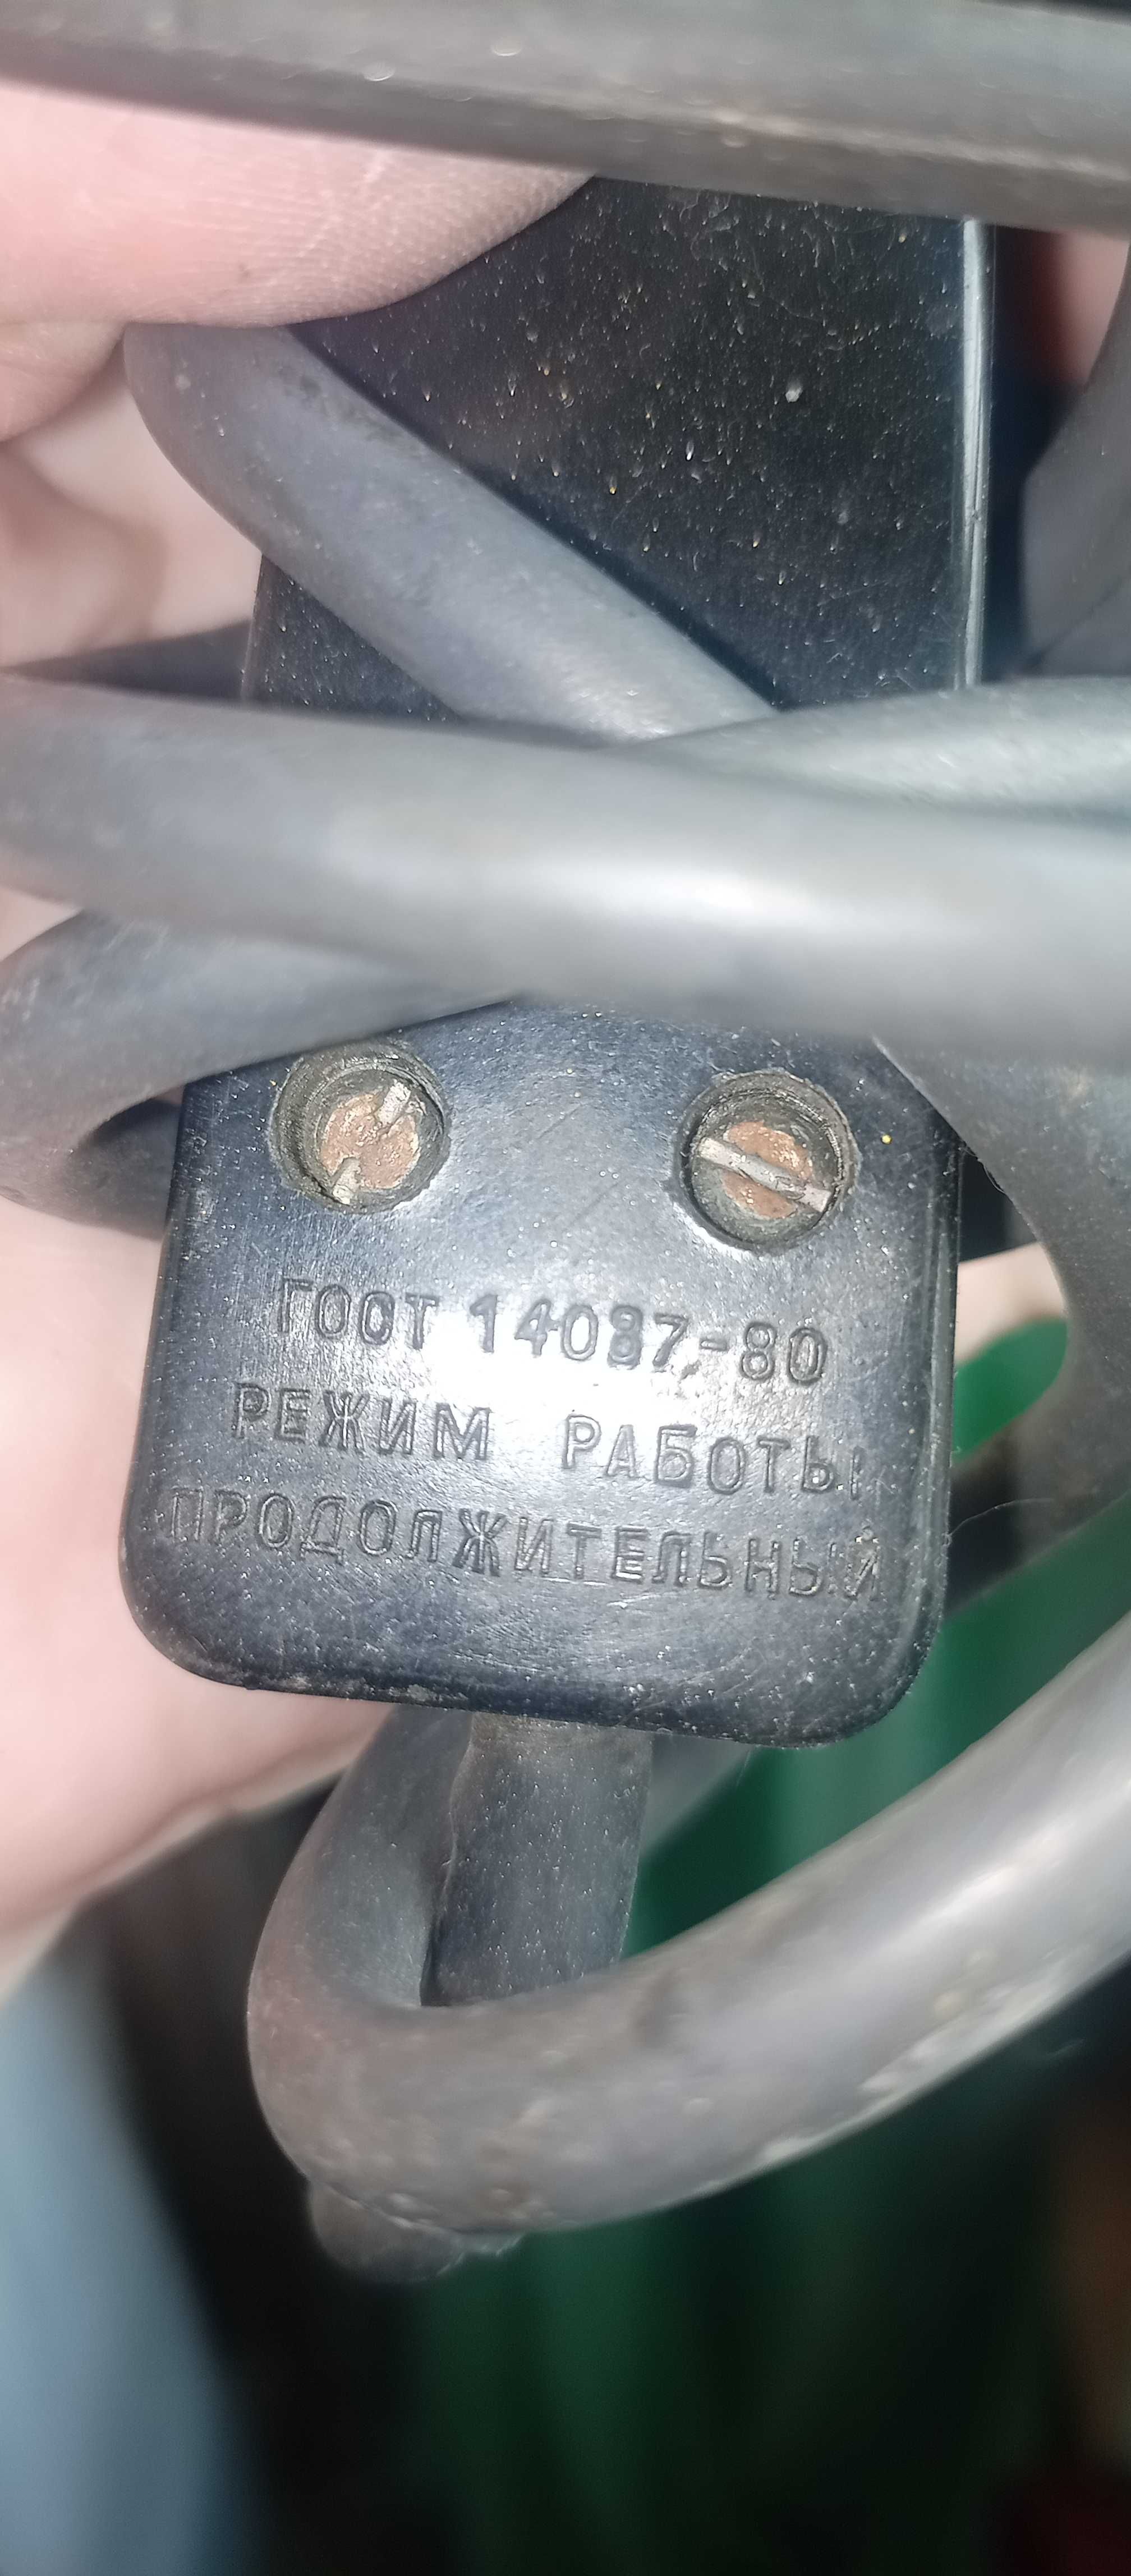 ГОСТ 14087-80
РЕЖИМ РАБОТЫ
ПРОДОЛЖИТЕЛЬНЫЙ